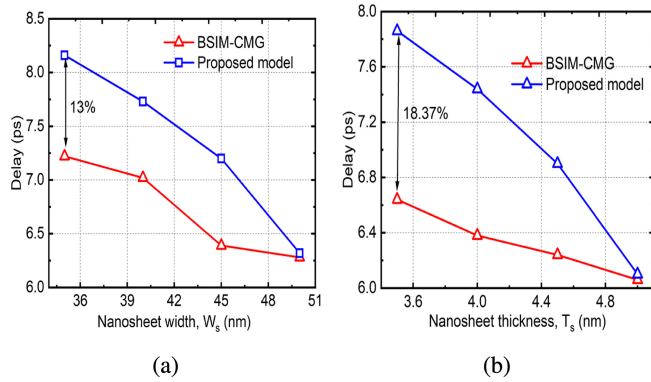 (a)
8.5
8.0
7.5
7.0
6.5
6.0
Delay (ps)
BSIM-CMG
Proposed model
13%
36 39 42 45 48 51
Nanosheet width, Ws (nm)
(a)
(b)
8.0
7.6
7.2
6.8
6.4
6.0
Delay (ps)
BSIM-CMG
Proposed model
18.37%
3.6 4.0 4.4 4.8
Nanosheet thickness, Ts (nm)
(b)